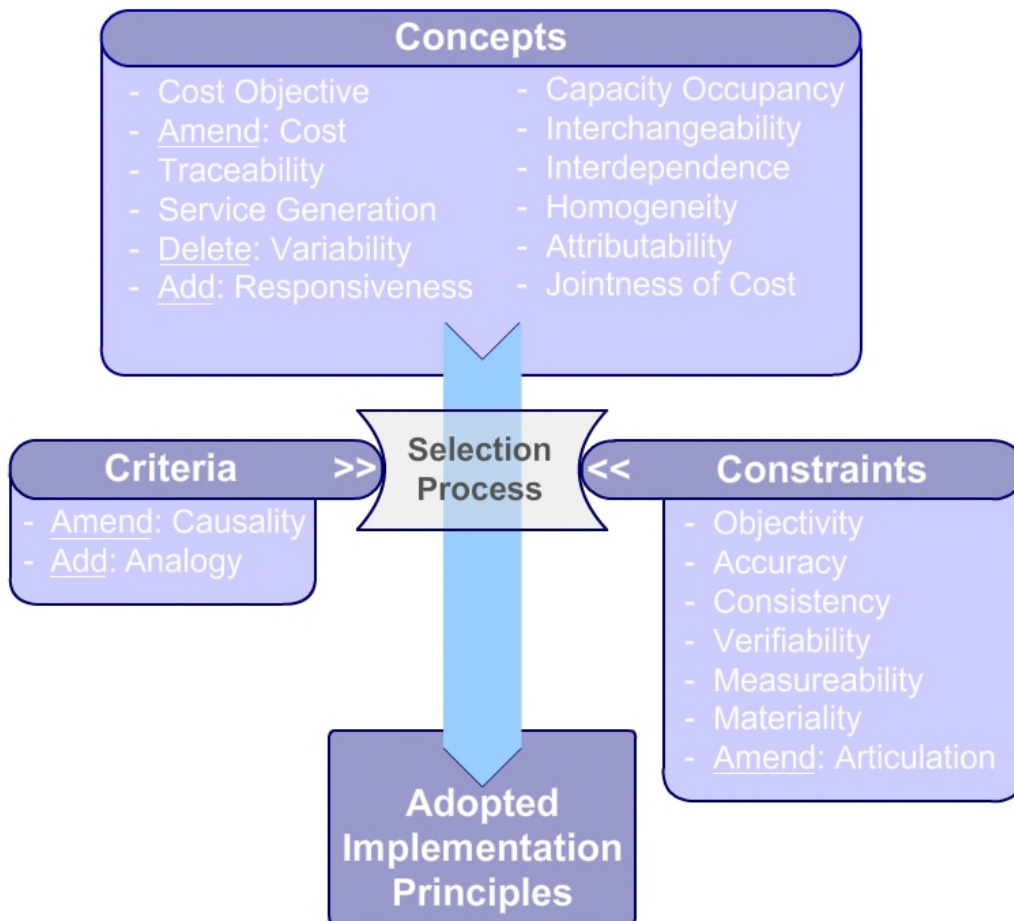 Concepts
- Cost Objective
- Amend: Cost
- Traceability
- Service Generation
- Delete: Variability
- Add: Responsiveness
- Capacity Occupancy
- Interchangeability
- Interdependence
- Homogeneity
- Attributability
- Jointness of Cost
Criteria >>
- Amend: Causality
- Add: Analogy
Selection
Process
<< Constraints
- Objectivity
- Accuracy
- Consistency
- Verifiability
- Measureability
- Materiality
- Amend: Articulation
Adopted
Implementation
Principles